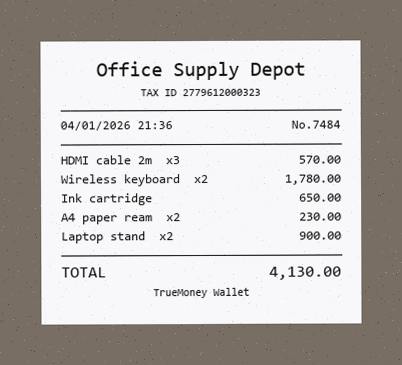 Office Supply Depot
TAX ID 2779612000323
04/01/2026 21:36 No.7484
HDMI cable 2m x3 570.00
Wireless keyboard x2 1,780.00
Ink cartridge 650.00
A4 paper ream x2 230.00
Laptop stand x2 900.00
TOTAL 4,130.00
TrueMoney Wallet